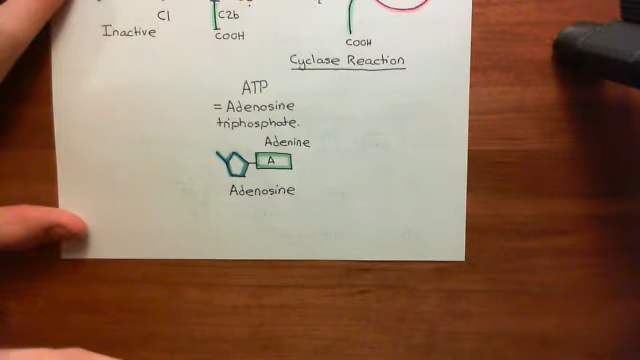 C1
C2b
Inactive
COOH
COOH
Cyclase Reaction
ATP
= Adenosine
triphosphate.
Adenine
A
Adenosine